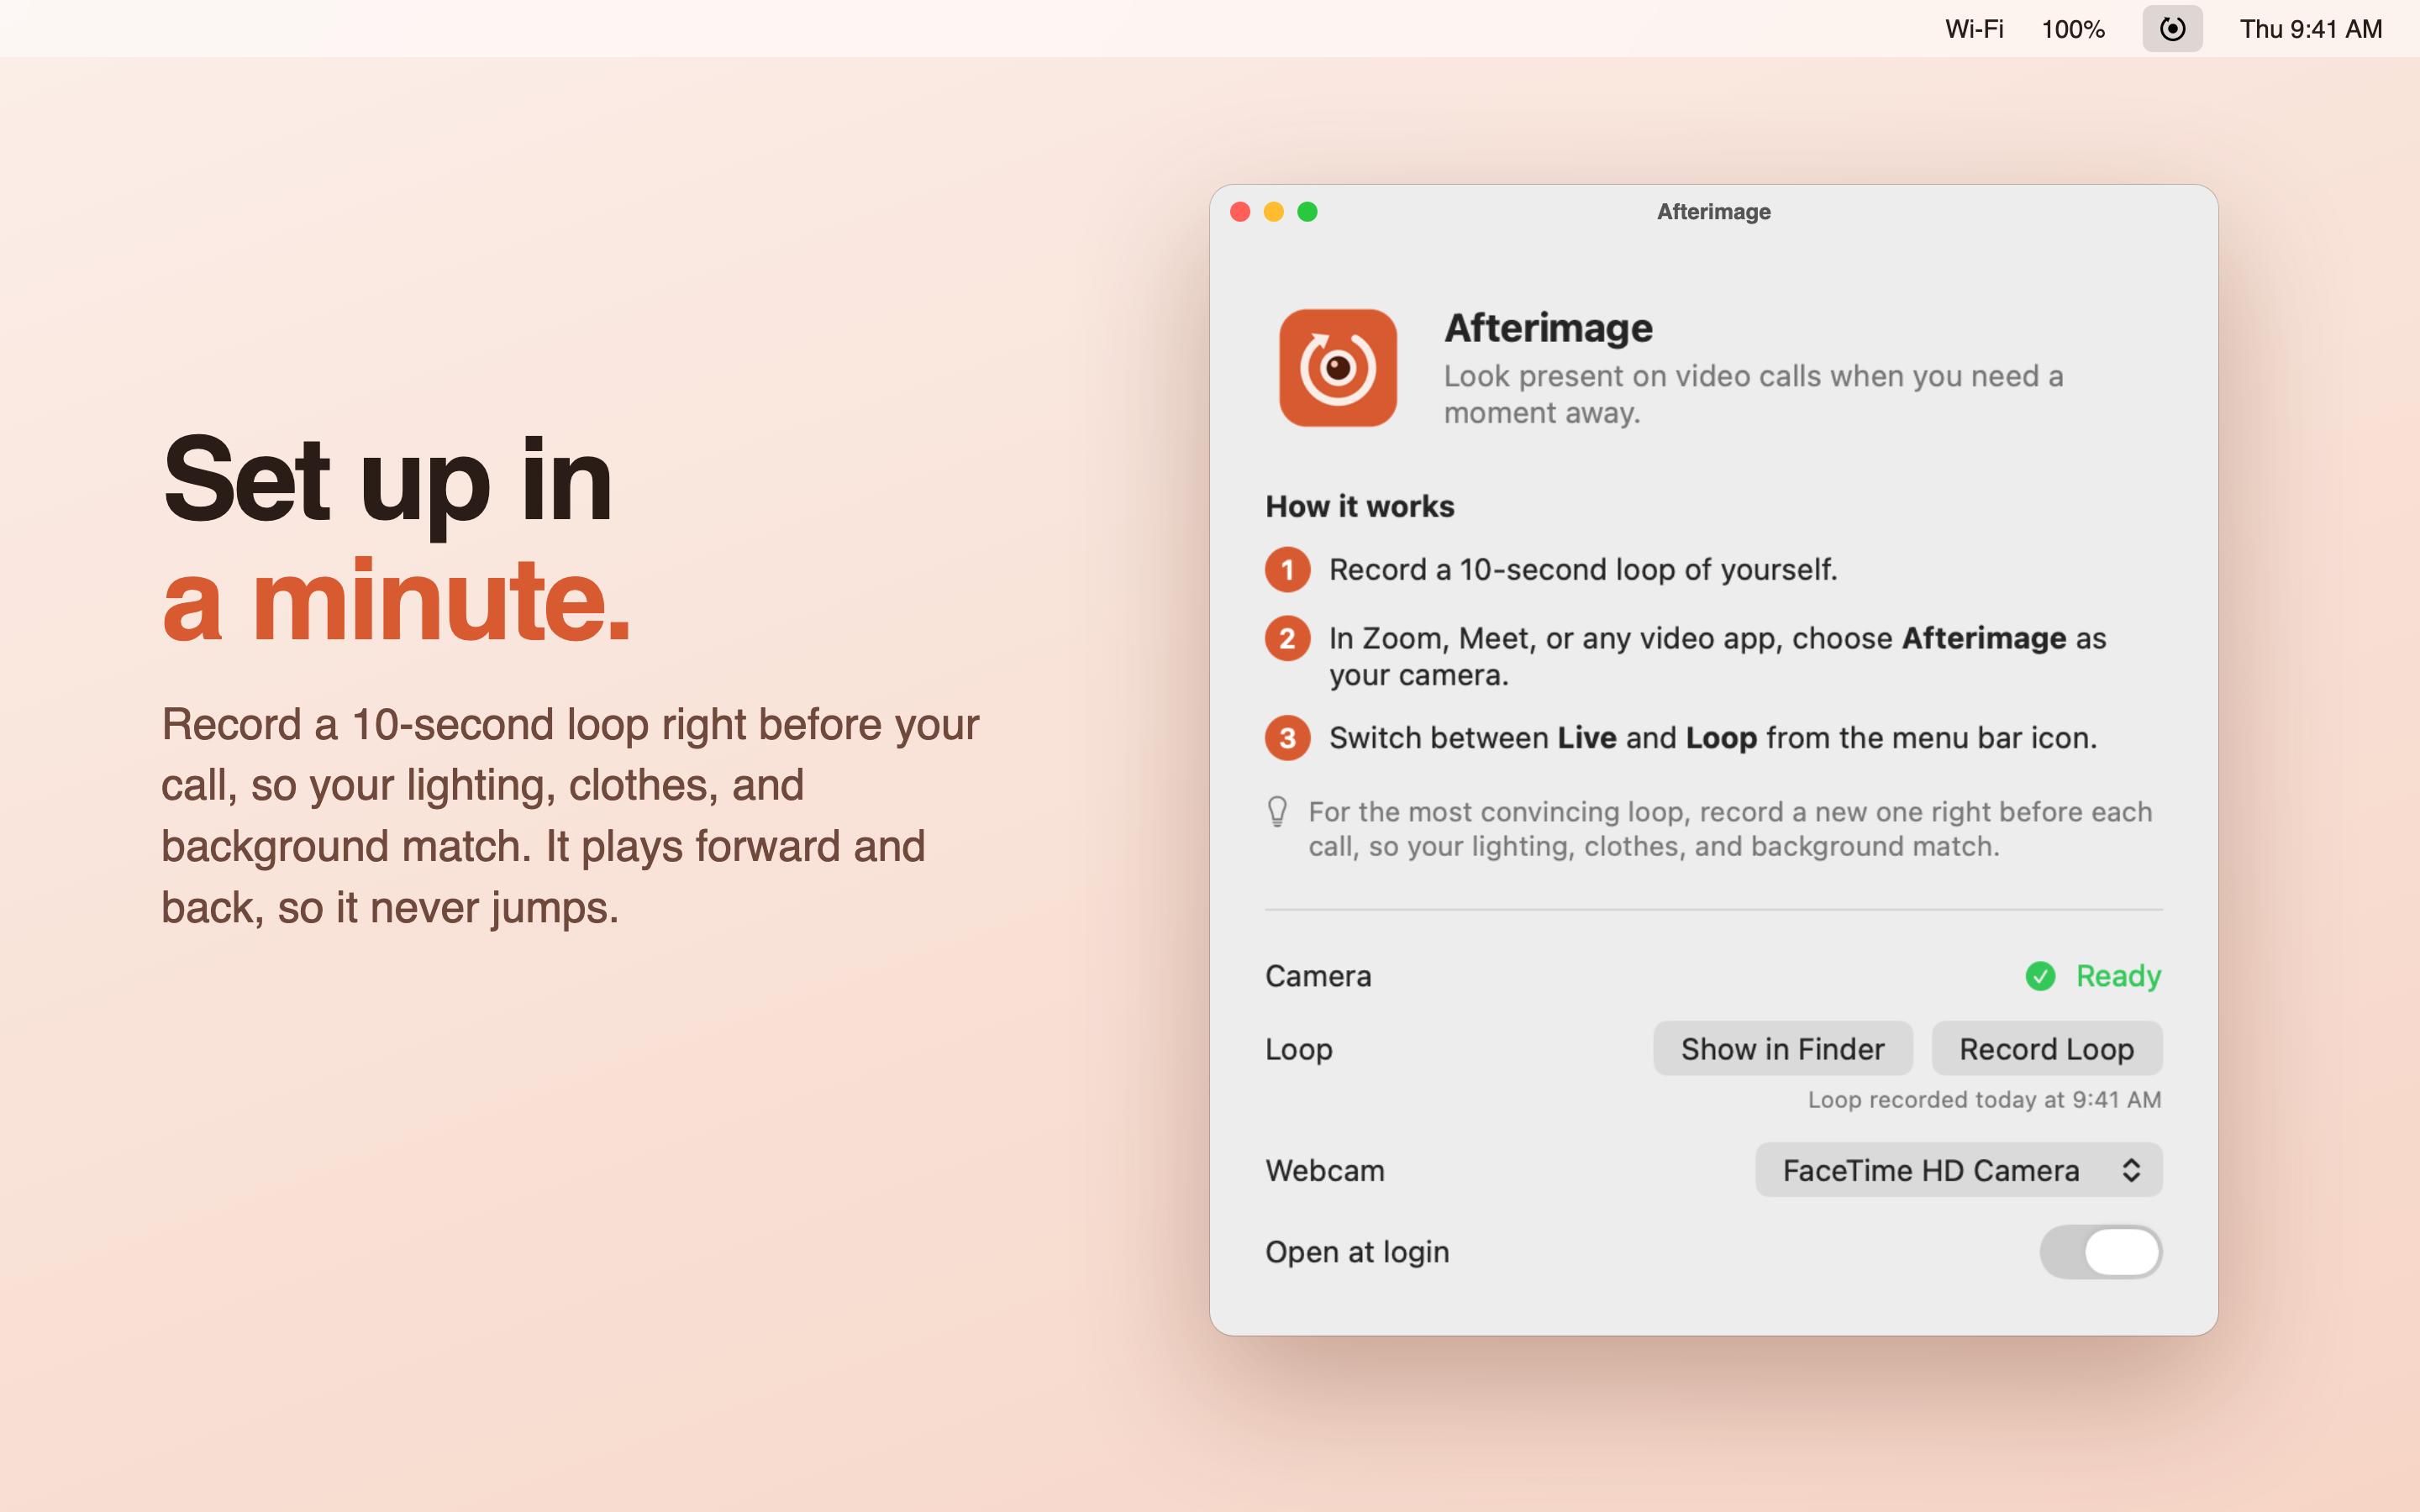 Wi-Fi 100% Thu 9:41 AM
Set up in
a minute.
Record a 10-second loop right before your
call, so your lighting, clothes, and
background match. It plays forward and
back, so it never jumps.
Afterimage
Afterimage
Look present on video calls when you need a
moment away.
How it works
1 Record a 10-second loop of yourself.
2 In Zoom, Meet, or any video app, choose Afterimage as
your camera.
3 Switch between Live and Loop from the menu bar icon.
For the most convincing loop, record a new one right before each
call, so your lighting, clothes, and background match.
Camera Ready
Loop Show in Finder Record Loop
Loop recorded today at 9:41 AM
Webcam FaceTime HD Camera
Open at login